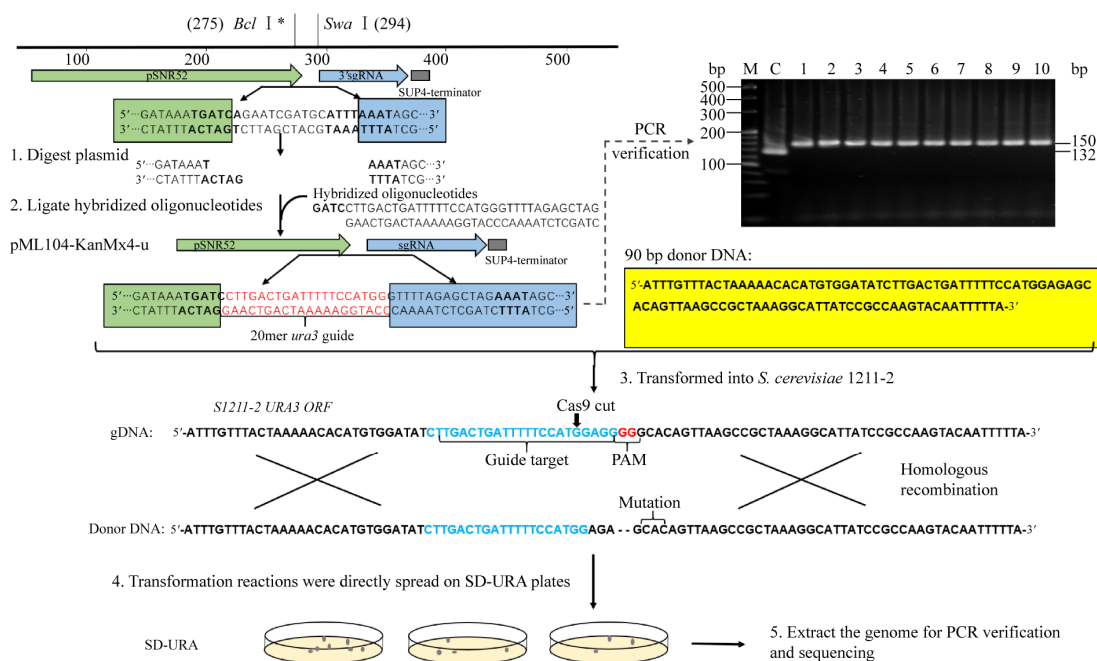 (275) Bcl Ⅰ* Swa Ⅰ (294)
100 200 300 400 500
pSNR52 3'sgRNA
SUP4-terminator
5'···GATAAATGATCAGAATCGATGCATTTAAATAGC···3'
3'···CTATTTACTAGTCTTAGCTACGTAAATTTATCG···5'
1. Digest plasmid
5'···GATAAAT AAATAGC···3'
3'···CTATTTACTAG TTTATCG···5'
2. Ligate hybridized oligonucleotides
Hybridized oligonucleotides
GATCCTTGACTGATTTTTCCATGGGTTTTAGAGCTAG
GAACTGACTAAAAAGGTACCCAAAATCTCGATC
pML104-KanMx4-u
pSNR52 sgRNA
SUP4-terminator
5'···GATAAATGATCCTTGACTGATTTTTCCATGGGTTTTAGAGCTAGAAATAGC···3'
3'···CTATTTACTAGGAACTGACTAAAAAGGTACCCAAAATCTCGATCTTTATCG···5'
20mer ura3 guide
PCR
verification
bp M C 1 2 3 4 5 6 7 8 9 10 bp
500
400
300
200
100
150
132
90 bp donor DNA:
5'-ATTTGTTTACTAAAAACACATGTGGATATCTTGACTGATTTTTCCATGGAGAGC
ACAGTTAAGCCGCTAAAGGCATTATCCGCCAAGTACAATTTTTA-3'
3. Transformed into S. cerevisiae 1211-2
Cas9 cut
S1211-2 URA3 ORF
gDNA: 5'-ATTTGTTTACTAAAAACACATGTGGATATCTTGACTGATTTTTCCATGGAGGGGGCACAGTTAAGCCGCTAAAGGCATTATCCGCCAAGTACAATTTTTA-3'
Guide target PAM
Homologous
recombination
Mutation
Donor DNA: 5'-ATTTGTTTACTAAAAACACATGTGGATATCTTGACTGATTTTTCCATGGAGA--GCACAGTTAAGCCGCTAAAGGCATTATCCGCCAAGTACAATTTTTA-3'
4. Transformation reactions were directly spread on SD-URA plates
SD-URA
5. Extract the genome for PCR verification
and sequencing